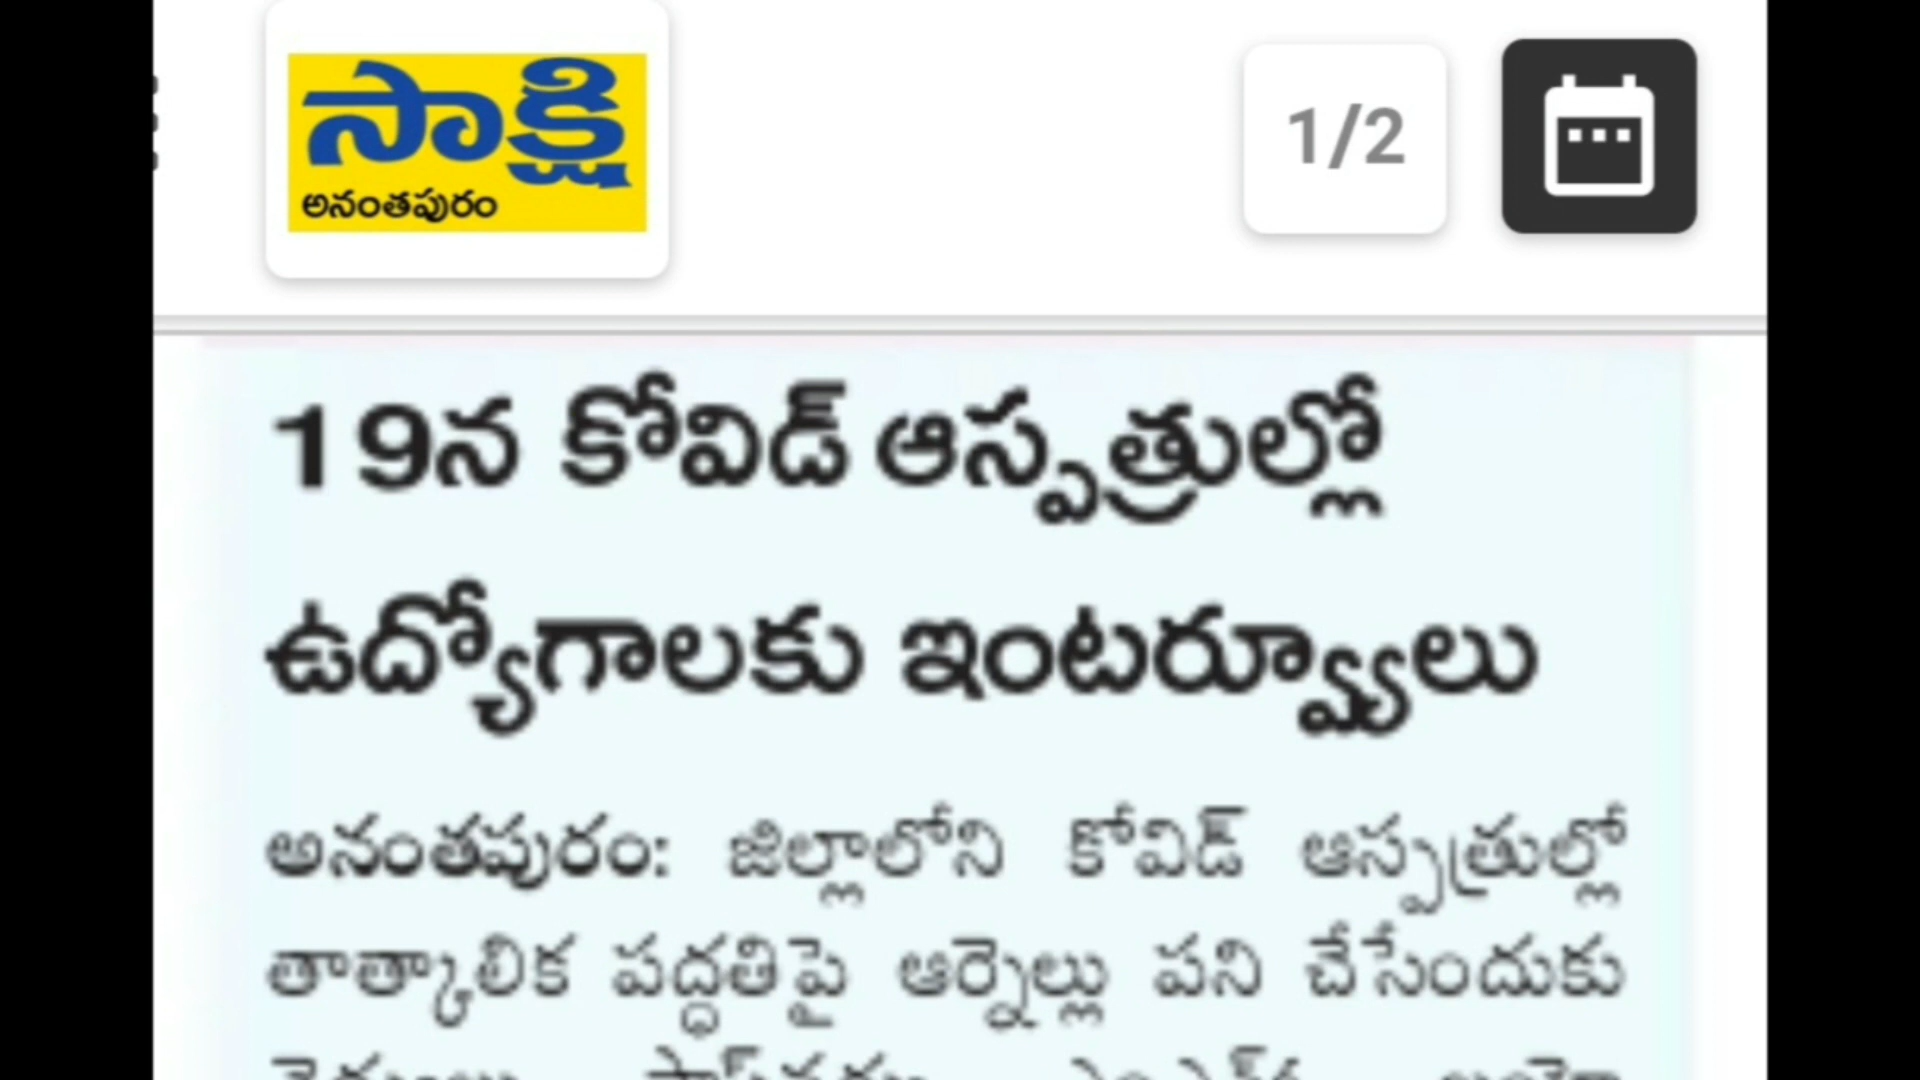 సాక్షి
అనంతపురం
1/2
19న కోవిడ్ ఆస్పత్రుల్లో
ఉద్యోగాలకు ఇంటర్వ్యూలు
అనంతపురం: జిల్లాలోని కోవిడ్ ఆస్పత్రుల్లో
తాత్కాలిక పద్ధతిపై ఆర్నెల్లు పని చేసేందుకు